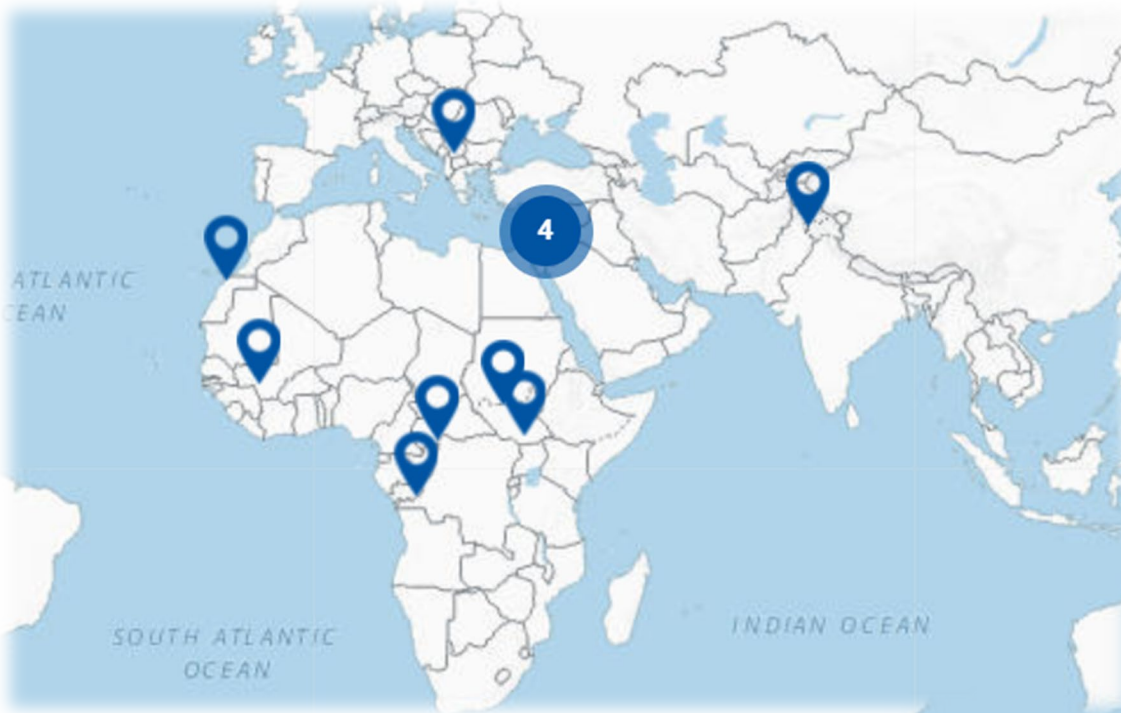 4
ATLANTIC
CEAN
SOUTH ATLANTIC
OCEAN
INDIAN OCEAN